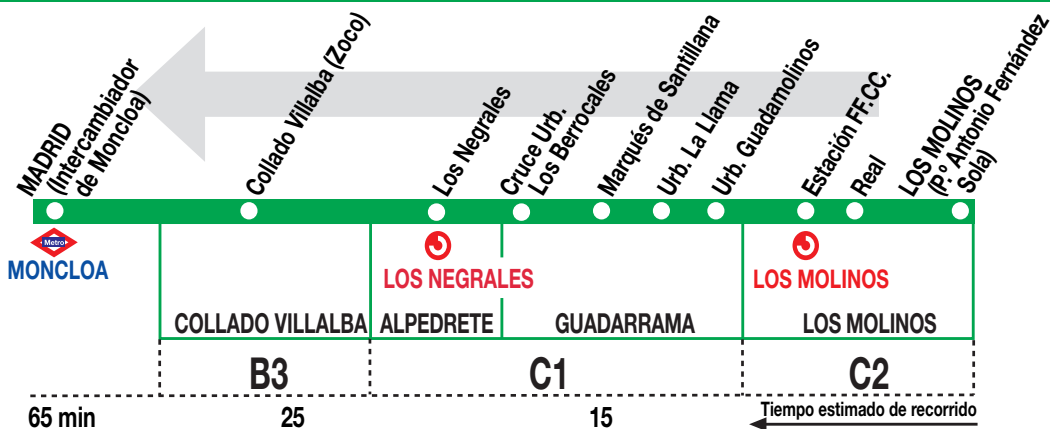 MADRID
(Intercambiador
de Moncloa)
Collado Villalba (Zoco)
Los Negrales
Cruce Urb.
Los Berrocales
Marqués de Santillana
Urb. La Llama
Urb. Guadamolinos
Estación FF.CC.
Real
LOS MOLINOS
(P.º Antonio Fernández
Sola)
Metro
MONCLOA
LOS NEGRALES
LOS MOLINOS
COLLADO VILLALBA
ALPEDRETE
GUADARRAMA
LOS MOLINOS
B3
C1
C2
65 min
25
15
Tiempo estimado de recorrido